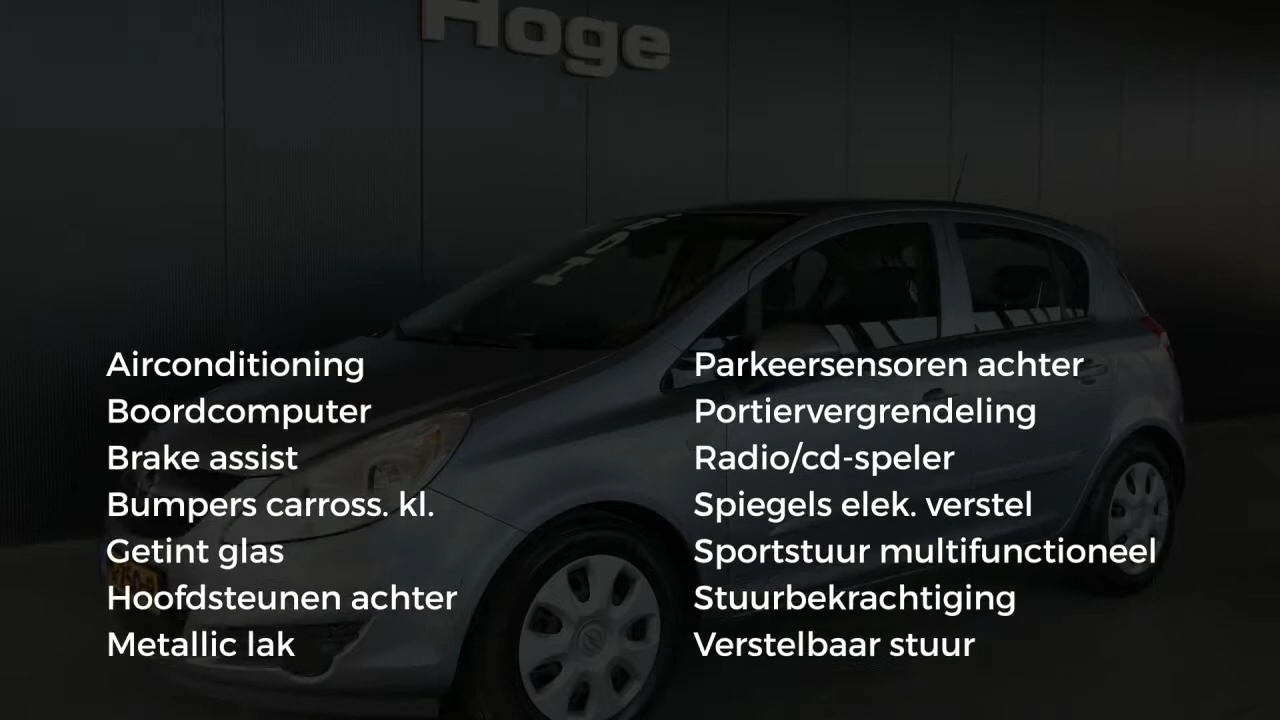 Hoge
Airconditioning
Boordcomputer
Brake assist
Bumpers carross. kl.
Getint glas
Hoofdsteunen achter
Metallic lak
Parkeersensoren achter
Portiervergrendeling
Radio/cd-speler
Spiegels elek. verstel
Sportstuur multifunctioneel
Stuurbekrachtiging
Verstelbaar stuur